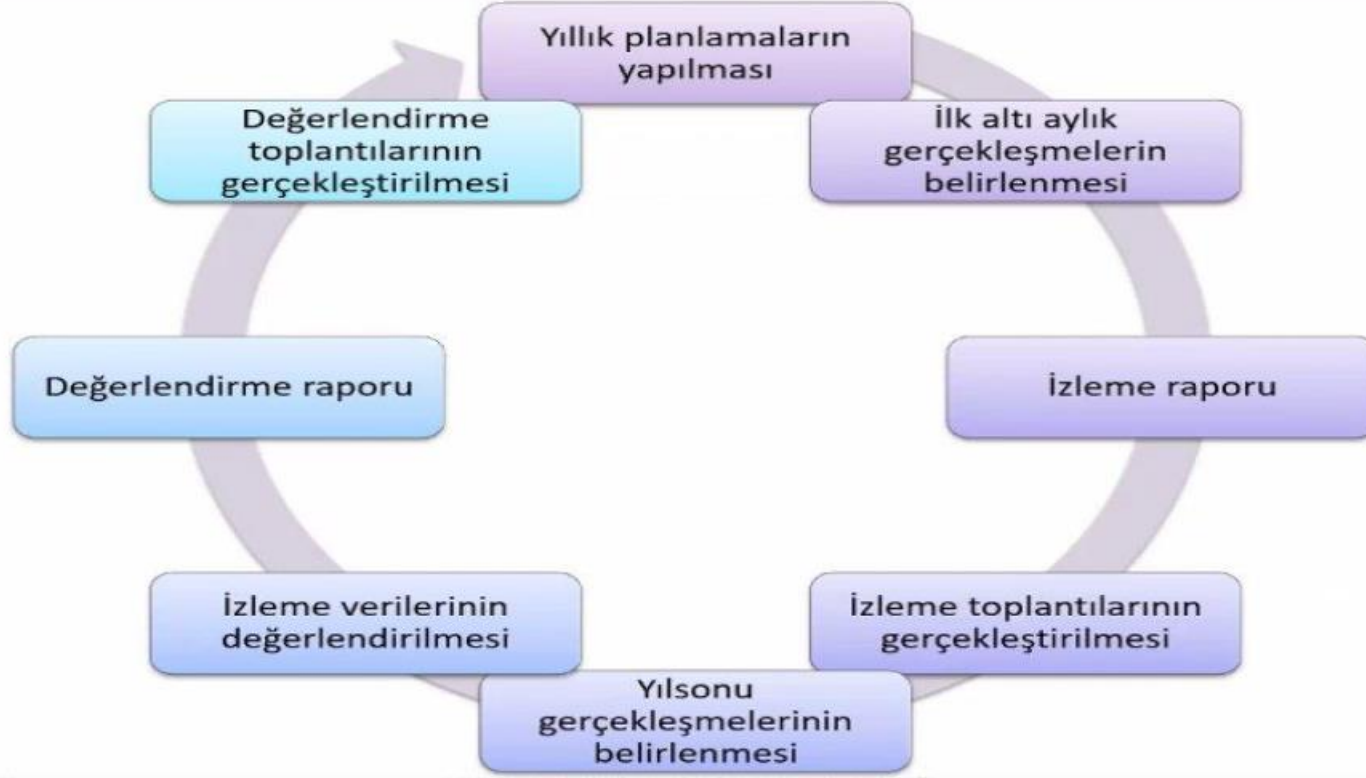 Yıllık planlamaların
yapılması
İlk altı aylık
gerçekleşmelerin
belirlenmesi
İzleme raporu
İzleme toplantılarının
gerçekleştirilmesi
Yılsonu
gerçekleşmelerinin
belirlenmesi
İzleme verilerinin
değerlendirilmesi
Değerlendirme raporu
Değerlendirme
toplantılarının
gerçekleştirilmesi